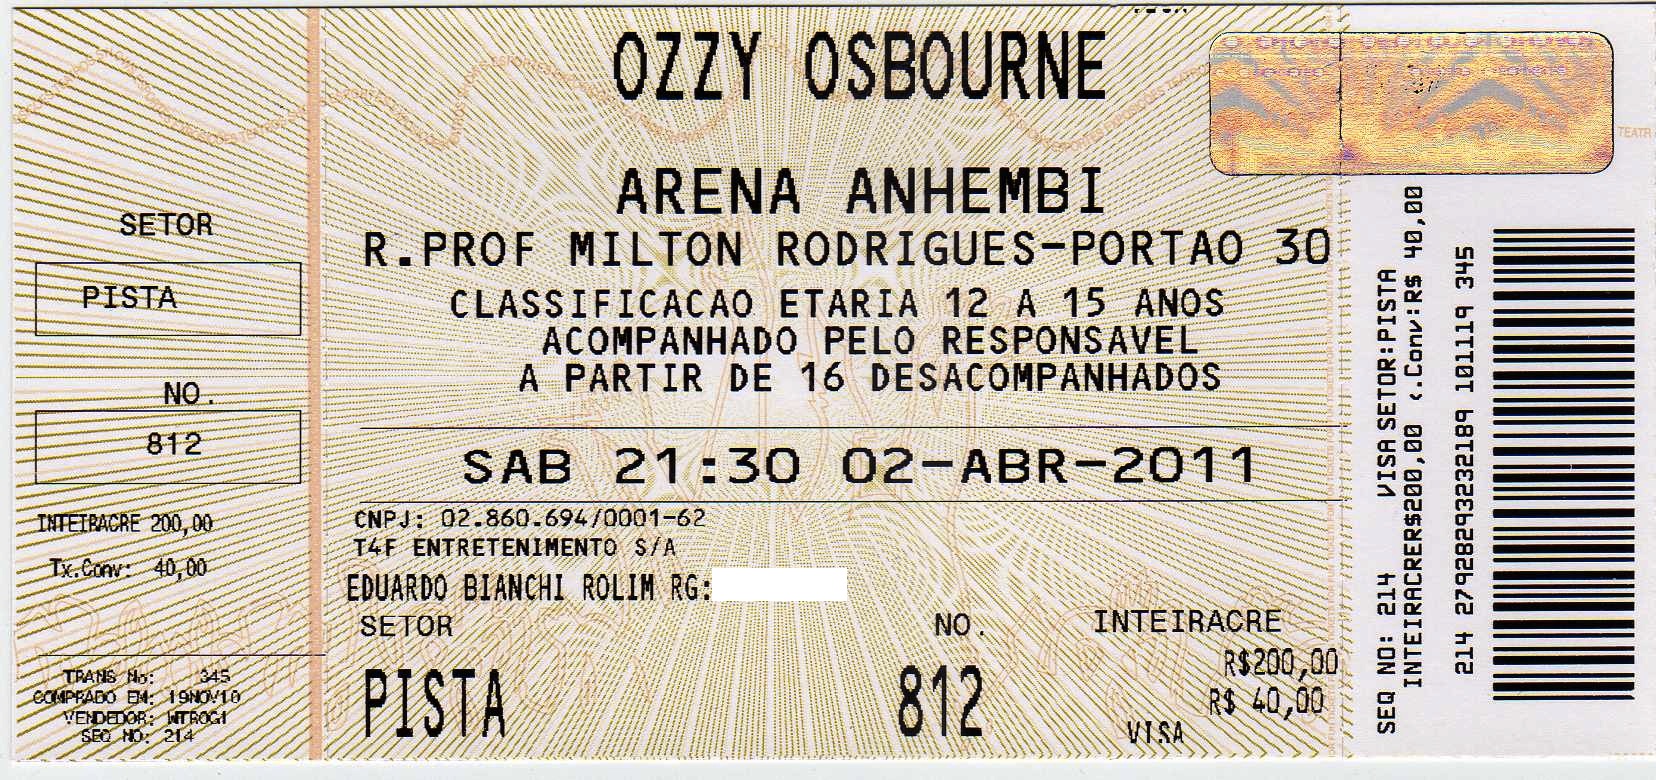 OZZY OSBOURNE
ARENA ANHEMBI
R.PROF MILTON RODRIGUES-PORTAO 30
CLASSIFICACAO ETARIA 12 A 15 ANOS
ACOMPANHADO PELO RESPONSAVEL
A PARTIR DE 16 DESACOMPANHADOS
SAB 21:30 02-ABR-2011
CNPJ: 02.860.694/0001-62
T4F ENTRETENIMENTO S/A
EDUARDO BIANCHI ROLIM RG:
SETOR
PISTA
NO.
812
INTEIRACRE
R$200,00
R$ 40,00
VISA
SETOR
PISTA
NO.
812
INTEIRACRE 200,00
Tx.Conv: 40,00
TRANS No: 345
COMPRADO EM: 19NOV10
VENDEDOR: WTROG1
SEQ NO: 214
SEQ NO: 214 VISA SETOR:PISTA
INTEIRACRER$200,00 c.Conv:R$ 40,00
214 27928293232189 101119 345
TEATR